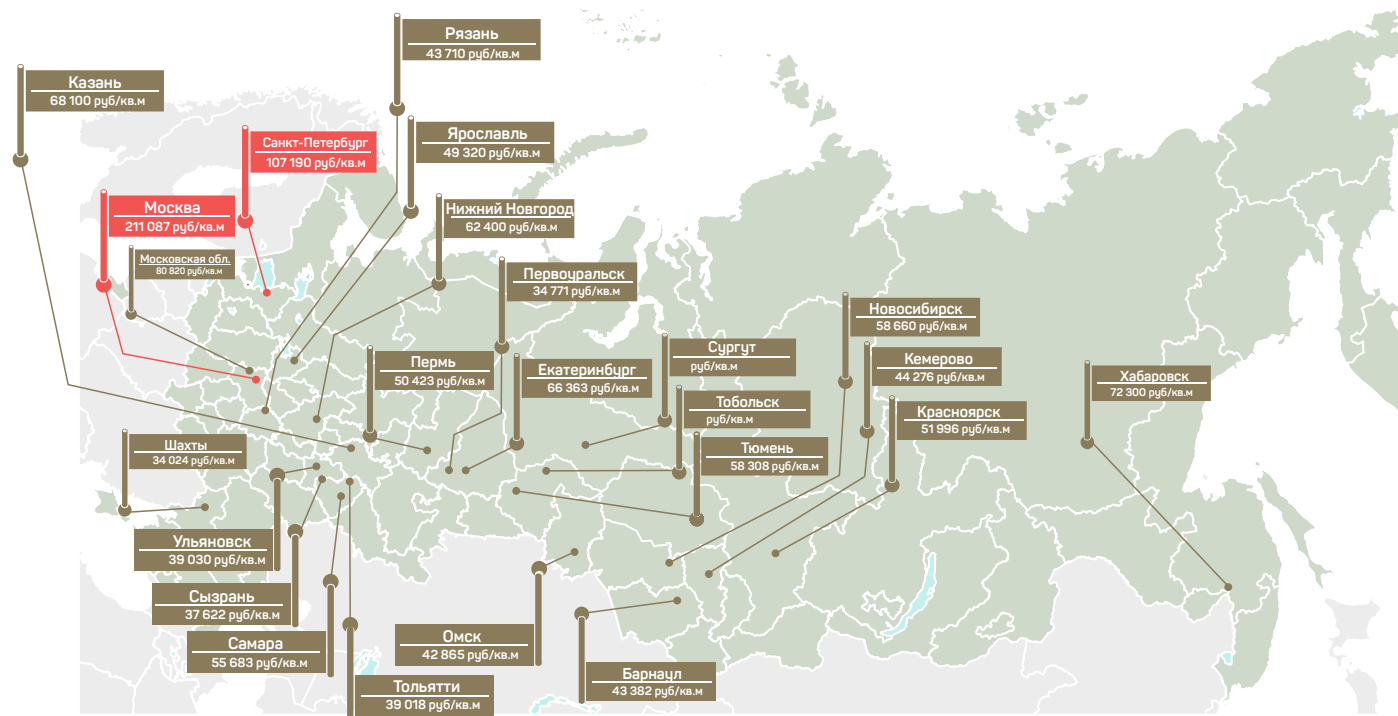 Рязань
43 710 руб/кв.м
Казань
68 100 руб/кв.м
Ярославль
49 320 руб/кв.м
Санкт-Петербург
107 190 руб/кв.м
Москва
211 087 руб/кв.м
Нижний Новгород
62 400 руб/кв.м
Московская обл.
80 820 руб/кв.м
Первоуральск
34 771 руб/кв.м
Новосибирск
58 660 руб/кв.м
Сургут
руб/кв.м
Пермь
50 423 руб/кв.м
Екатеринбург
66 363 руб/кв.м
Кемерово
44 276 руб/кв.м
Хабаровск
72 300 руб/кв.м
Тобольск
руб/кв.м
Красноярск
51 996 руб/кв.м
Шахты
34 024 руб/кв.м
Тюмень
58 308 руб/кв.м
Ульяновск
39 030 руб/кв.м
Сызрань
37 622 руб/кв.м
Самара
55 683 руб/кв.м
Омск
42 865 руб/кв.м
Барнаул
43 382 руб/кв.м
Тольятти
39 018 руб/кв.м